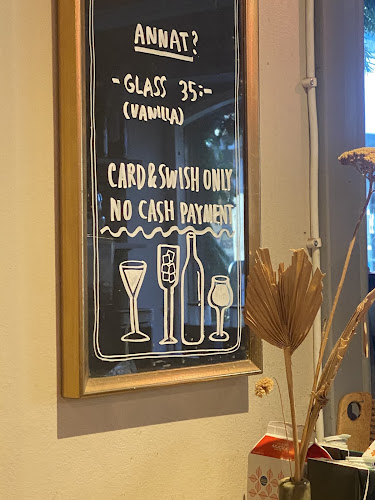 ANNAT?
- GLASS 35:-
(VANILLA)
CARD & SWISH ONLY
NO CASH PAYMENT